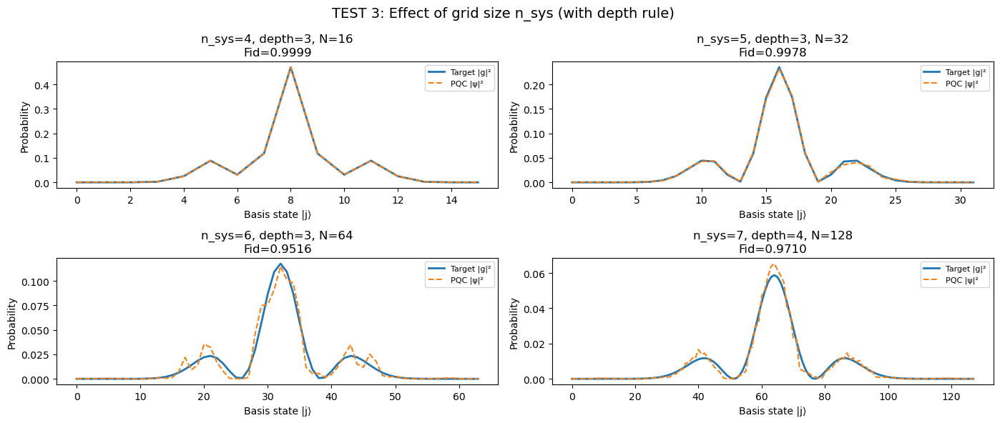 TEST 3: Effect of grid size n_sys (with depth rule)
n_sys=4, depth=3, N=16
Fid=0.9999
Target |g|²
PQC |ψ|²
Probability
0.4
0.3
0.2
0.1
0.0
0 2 4 6 8 10 12 14
Basis state |j⟩
n_sys=5, depth=3, N=32
Fid=0.9978
Target |g|²
PQC |ψ|²
Probability
0.20
0.15
0.10
0.05
0.00
0 5 10 15 20 25 30
Basis state |j⟩
n_sys=6, depth=3, N=64
Fid=0.9516
Target |g|²
PQC |ψ|²
Probability
0.100
0.075
0.050
0.025
0.000
0 10 20 30 40 50 60
Basis state |j⟩
n_sys=7, depth=4, N=128
Fid=0.9710
Target |g|²
PQC |ψ|²
Probability
0.06
0.04
0.02
0.00
0 20 40 60 80 100 120
Basis state |j⟩